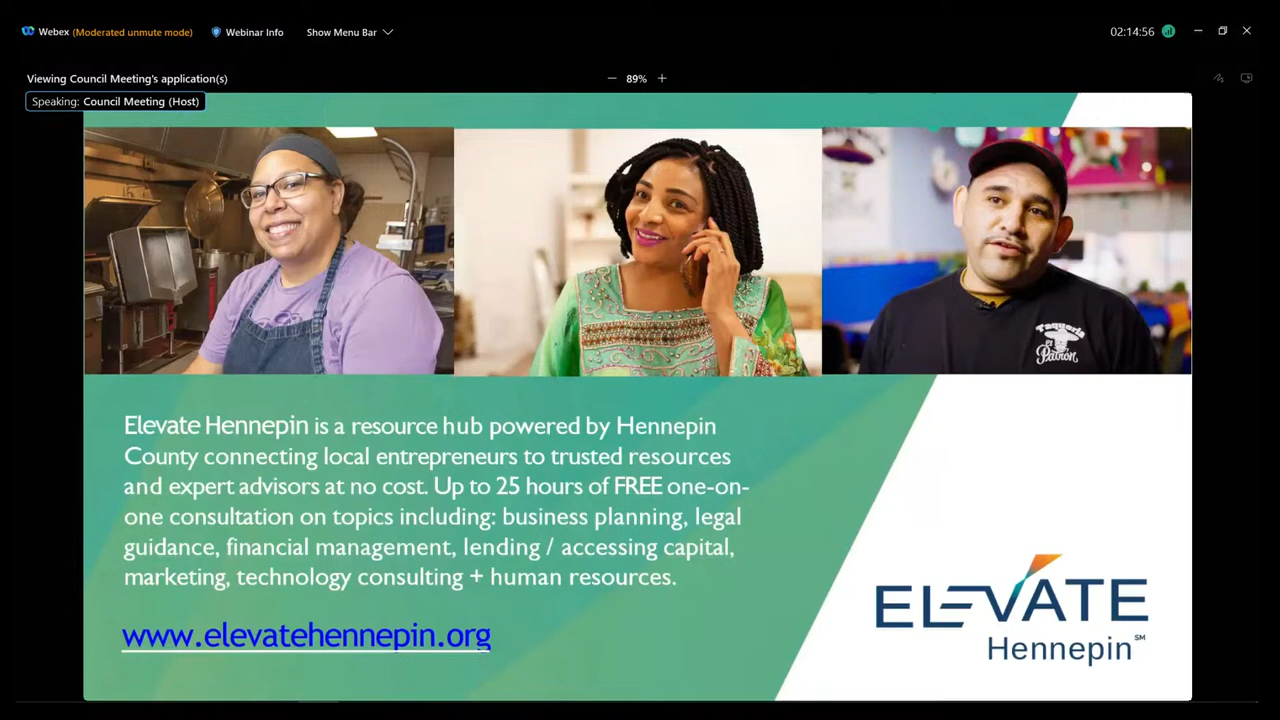 Webex (Moderated unmute mode) Webinar Info Show Menu Bar 02:14:56
Viewing Council Meeting's application(s) 89%
Speaking: Council Meeting (Host)
Taqueria
El
Patron
Elevate Hennepin is a resource hub powered by Hennepin
County connecting local entrepreneurs to trusted resources
and expert advisors at no cost. Up to 25 hours of FREE one-on-
one consultation on topics including: business planning, legal
guidance, financial management, lending / accessing capital,
marketing, technology consulting + human resources.
www.elevatehennepin.org
ELEVATE
Hennepin℠